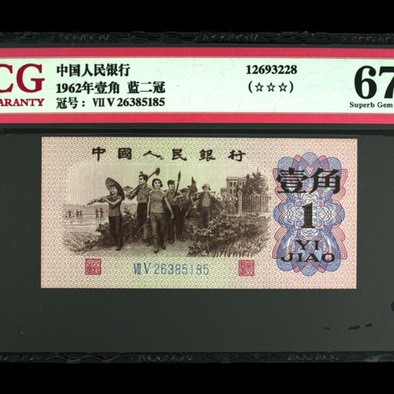 CG
ARANTY
中国人民银行
1962年壹角 蓝二冠
冠号: VII V 26385185
12693228
(☆☆☆)
67
Superb Gem
中國人民銀行
壹角
1
YI
JIAO
VII V 26385185